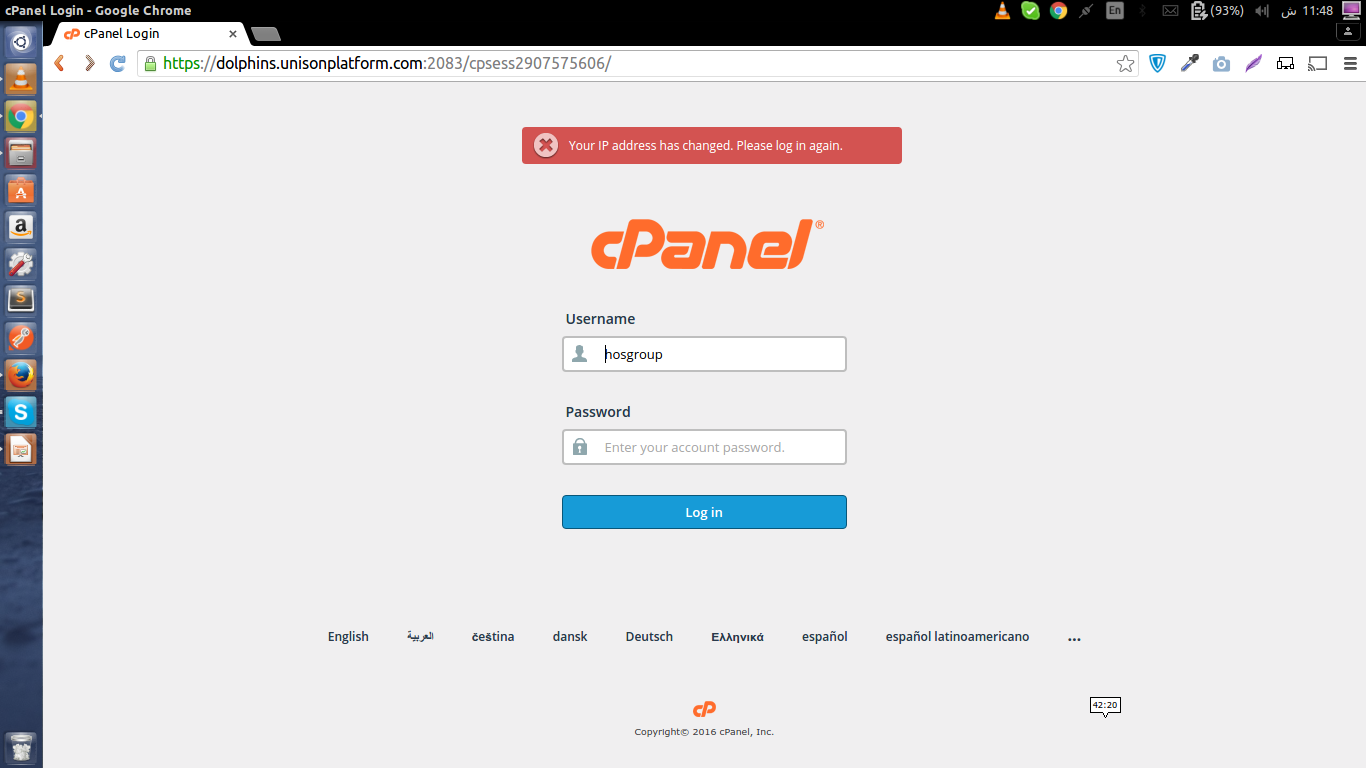 cPanel Login - Google Chrome
En
(93%)
ش 11:48
cPanel Login
https://dolphins.unisonplatform.com:2083/cpsess2907575606/
Your IP address has changed. Please log in again.
cPanel®
Username
hosgroup
Password
Enter your account password.
Log in
English العربية čeština dansk Deutsch Ελληνικά español español latinoamericano ...
42:20
cP
Copyright© 2016 cPanel, Inc.